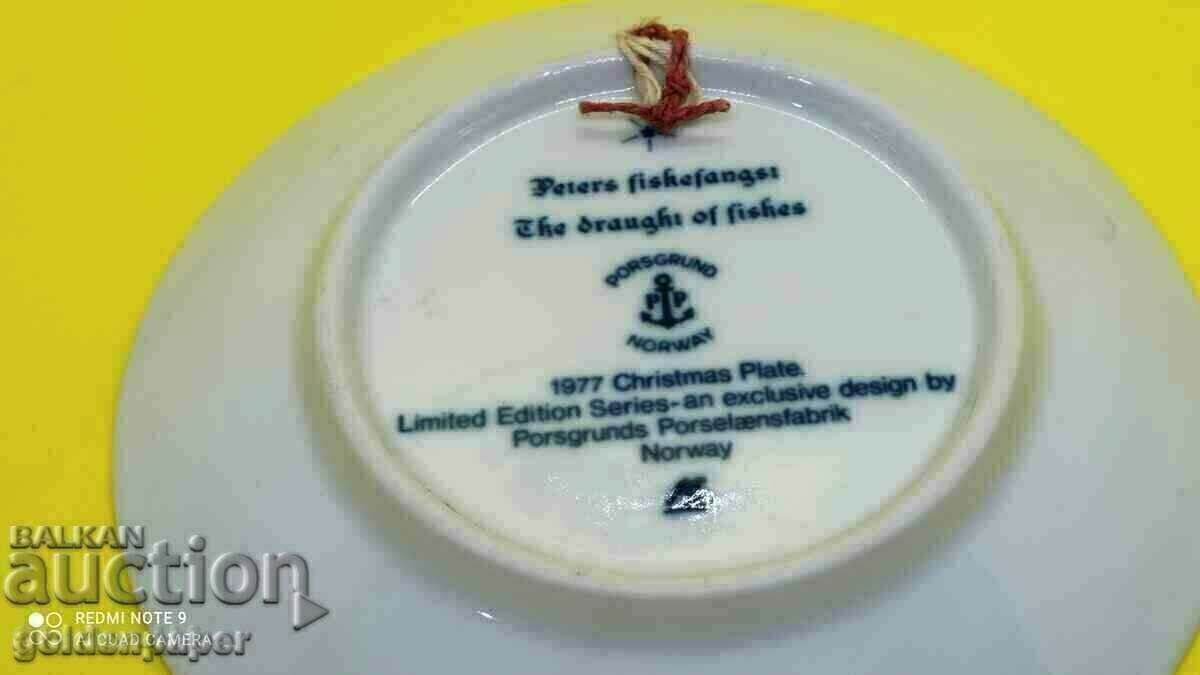 Peters fiskefangst
The draught of fishes
PORSGRUND
P P
NORWAY
1977 Christmas Plate.
Limited Edition Series-an exclusive design by
Porsgrunds Porselænsfabrik
Norway
BALKAN
auction
REDMI NOTE 9
AI QUAD CAMERA
goldenpaper